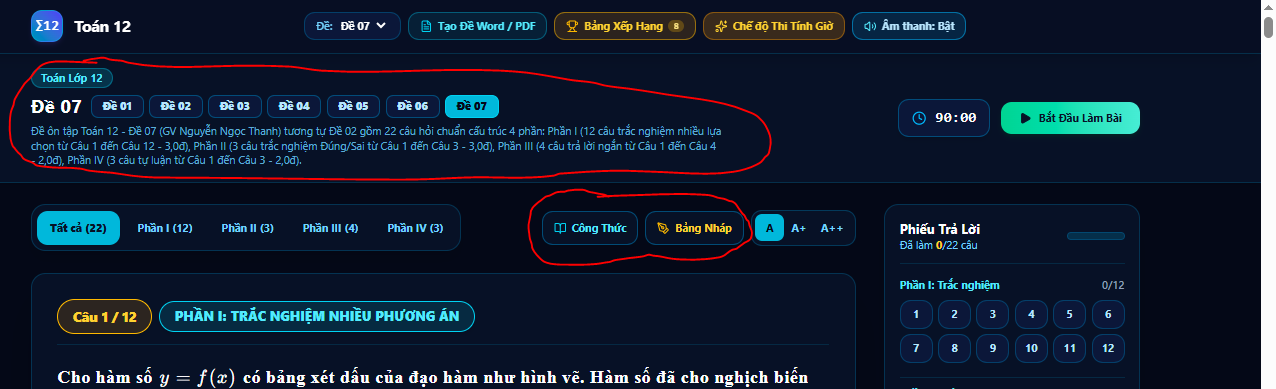 Σ12 Toán 12 Đề: Đề 07 Tạo Đề Word / PDF Bảng Xếp Hạng 8 Chế độ Thi Tính Giờ Âm thanh: Bật
Toán Lớp 12
Đề 07 Đề 01 Đề 02 Đề 03 Đề 04 Đề 05 Đề 06 Đề 07
Đề ôn tập Toán 12 - Đề 07 (GV Nguyễn Ngọc Thanh) tương tự Đề 02 gồm 22 câu hỏi chuẩn cấu trúc 4 phần: Phần I (12 câu trắc nghiệm nhiều lựa
chọn từ Câu 1 đến Câu 12 - 3,0đ), Phần II (3 câu trắc nghiệm Đúng/Sai từ Câu 1 đến Câu 3 - 3,0đ), Phần III (4 câu trả lời ngắn từ Câu 1 đến Câu 4
- 2,0đ), Phần IV (3 câu tự luận từ Câu 1 đến Câu 3 - 2,0đ).
90:00 Bắt Đầu Làm Bài
Tất cả (22) Phần I (12) Phần II (3) Phần III (4) Phần IV (3) Công Thức Bảng Nháp A A+ A++
Câu 1 / 12 PHẦN I: TRẮC NGHIỆM NHIỀU PHƯƠNG ÁN
Cho hàm số y = f(x) có bảng xét dấu của đạo hàm như hình vẽ. Hàm số đã cho nghịch biến
Phiếu Trả Lời
Đã làm 0/22 câu
Phần I: Trắc nghiệm 0/12
1 2 3 4 5 6
7 8 9 10 11 12